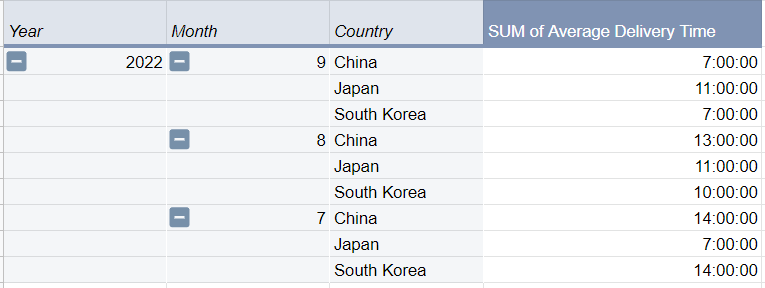 Year Month Country SUM of Average Delivery Time
2022 9 China 7:00:00
Japan 11:00:00
South Korea 7:00:00
8 China 13:00:00
Japan 11:00:00
South Korea 10:00:00
7 China 14:00:00
Japan 7:00:00
South Korea 14:00:00